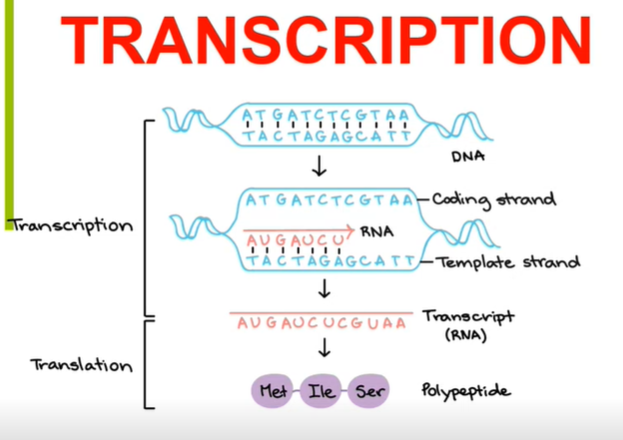 TRANSCRIPTION
ATGATCTCGTAA
TACTAGAGCATT
DNA
Transcription
ATGATCTCGTAA
Coding strand
RNA
AUGAUCU
TACTAGAGCATT
Template strand
AUGAUCUCGUAA
Transcript
(RNA)
Translation
Met Ile Ser
Polypeptide